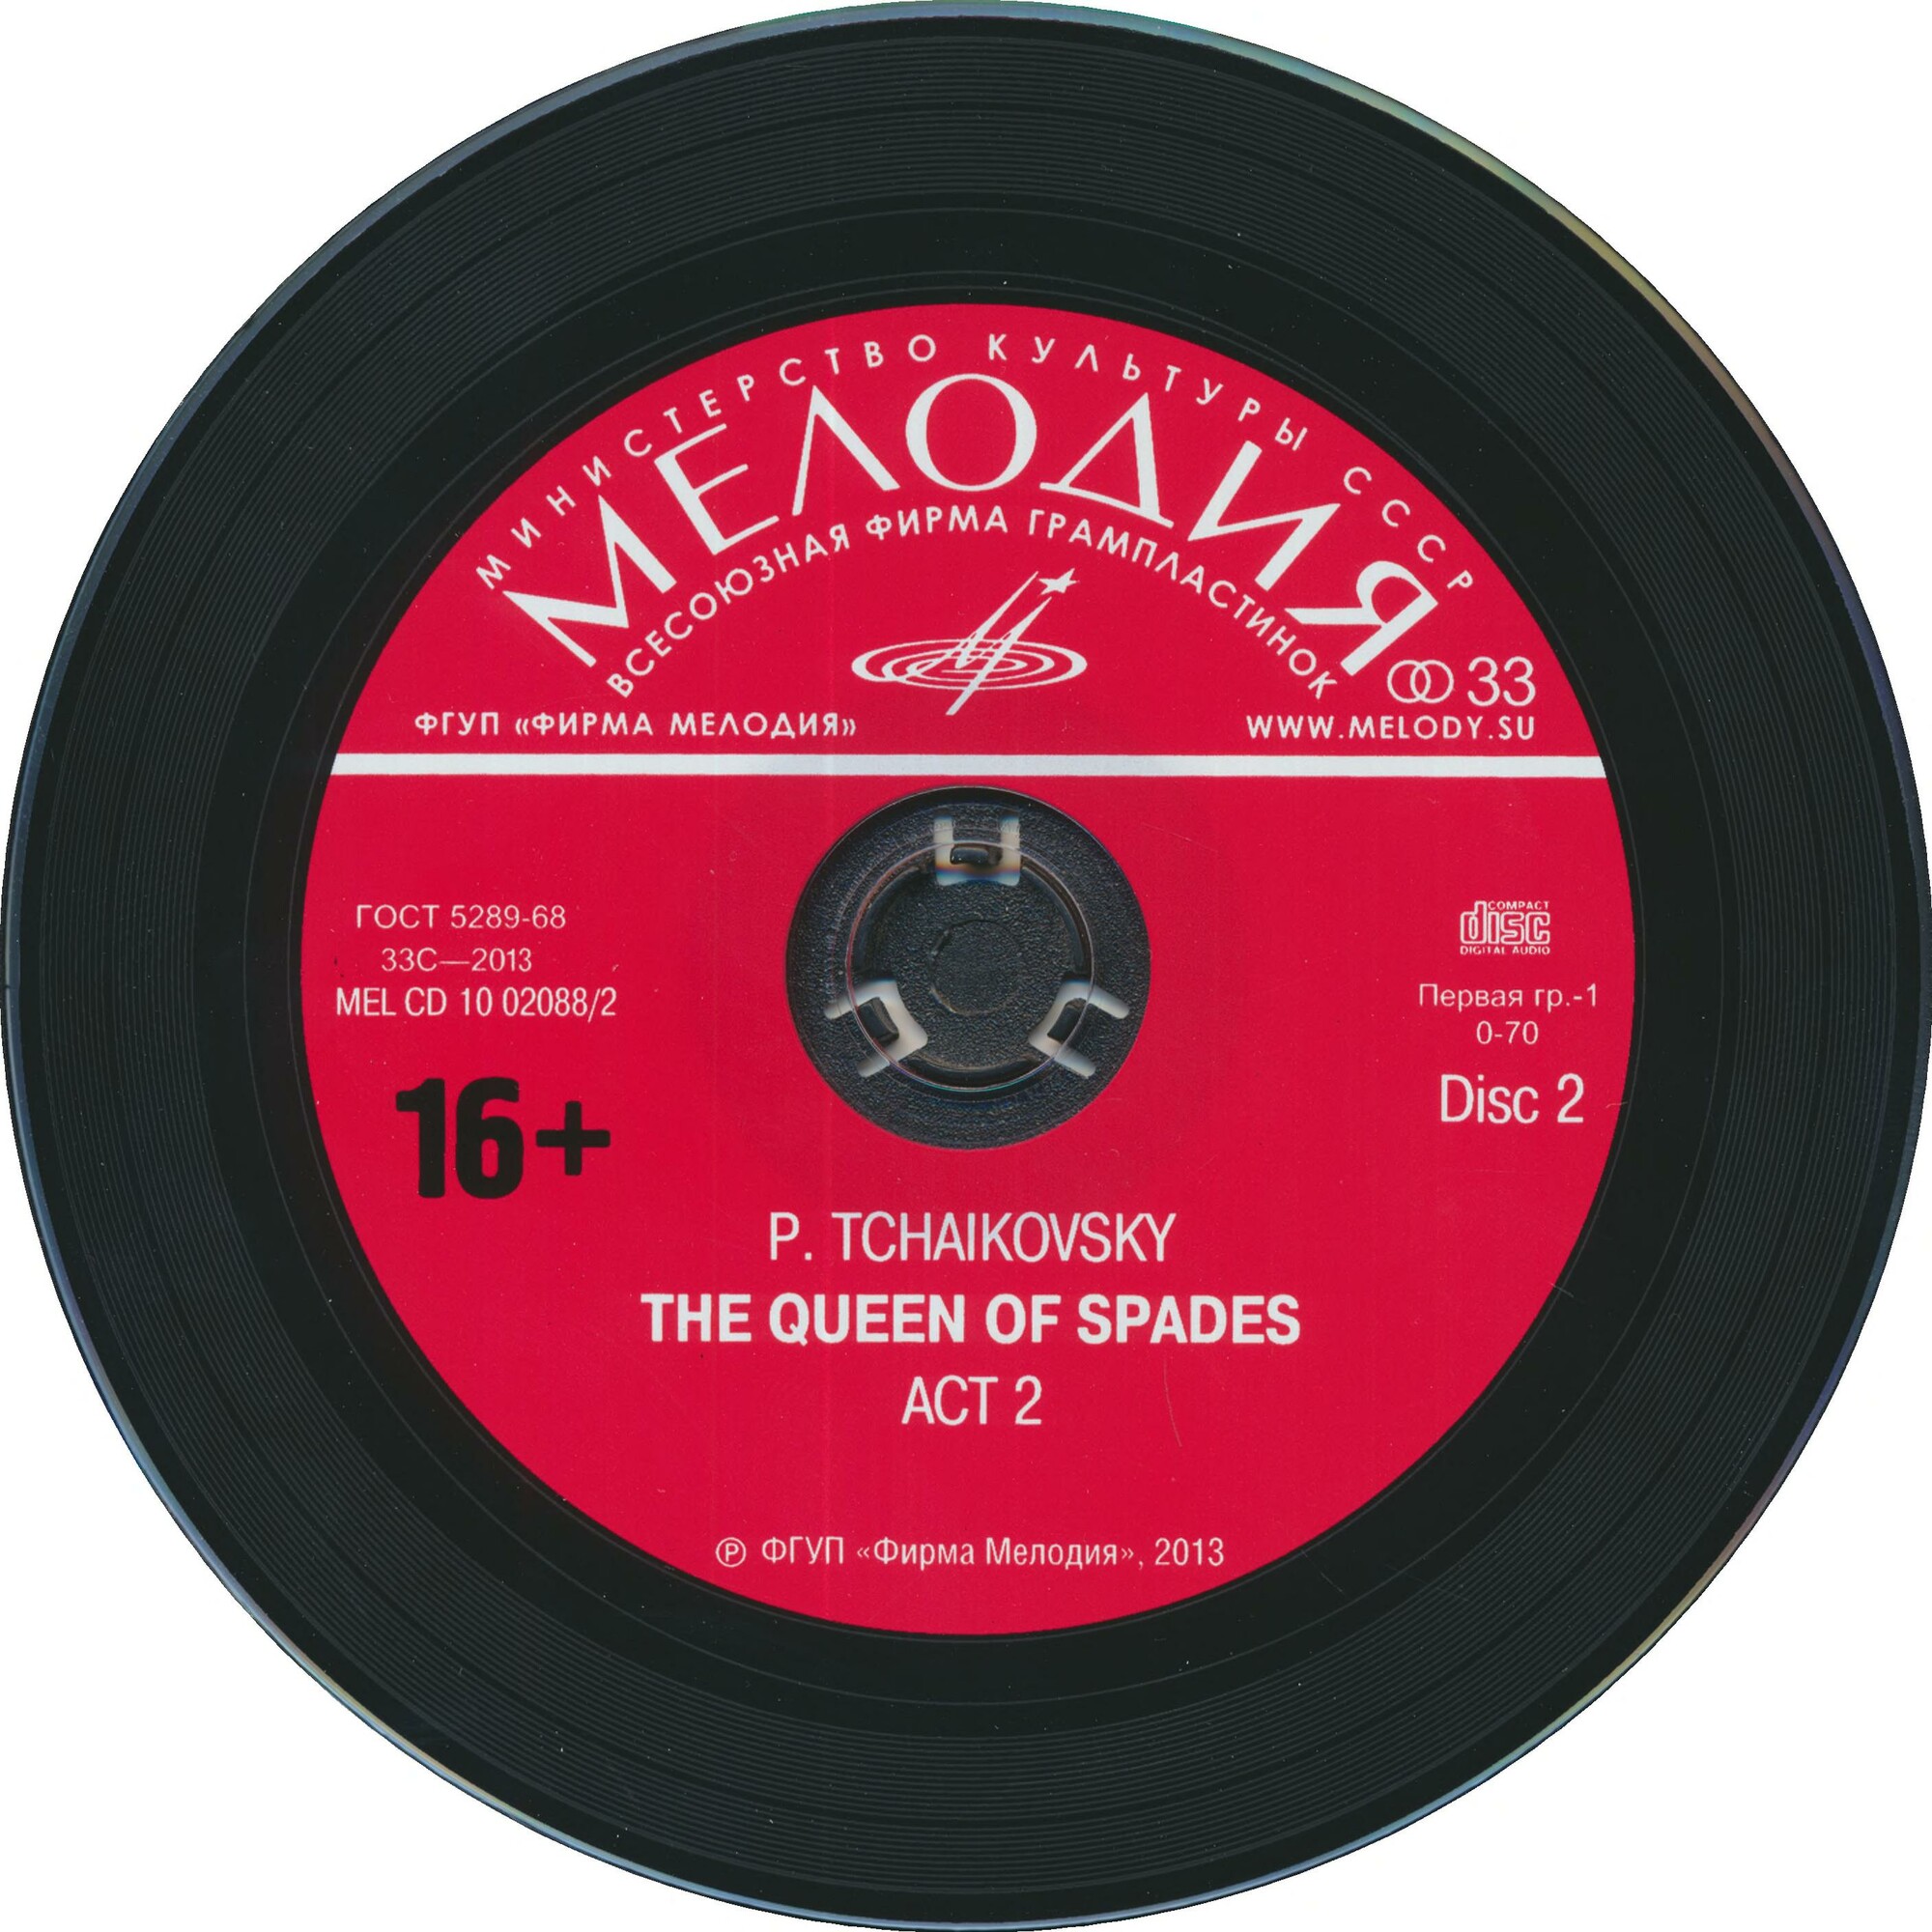 МИНИСТЕРСТВО КУЛЬТУРЫ СССР
МЕЛОДИЯ
ВСЕСОЮЗНАЯ ФИРМА ГРАМПЛАСТИНОК
33
ФГУП «ФИРМА МЕЛОДИЯ»
WWW.MELODY.SU
ГОСТ 5289-68
33С—2013
MEL CD 10 02088/2
16+
COMPACT
disc
DIGITAL AUDIO
Первая гр.-1
0-70
Disc 2
P. TCHAIKOVSKY
THE QUEEN OF SPADES
ACT 2
℗ ФГУП «Фирма Мелодия», 2013